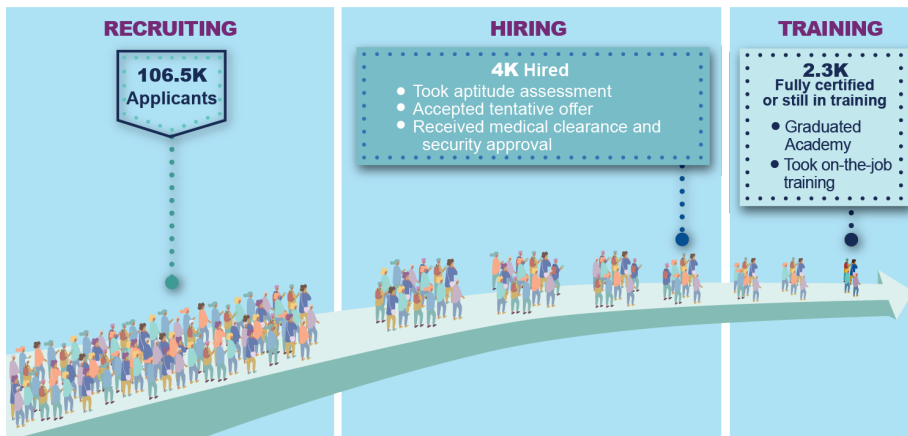 RECRUITING
106.5K
Applicants
HIRING
4K Hired
Took aptitude assessment
Accepted tentative offer
Received medical clearance and
security approval
TRAINING
2.3K
Fully certified
or still in training
Graduated
Academy
Took on-the-job
training